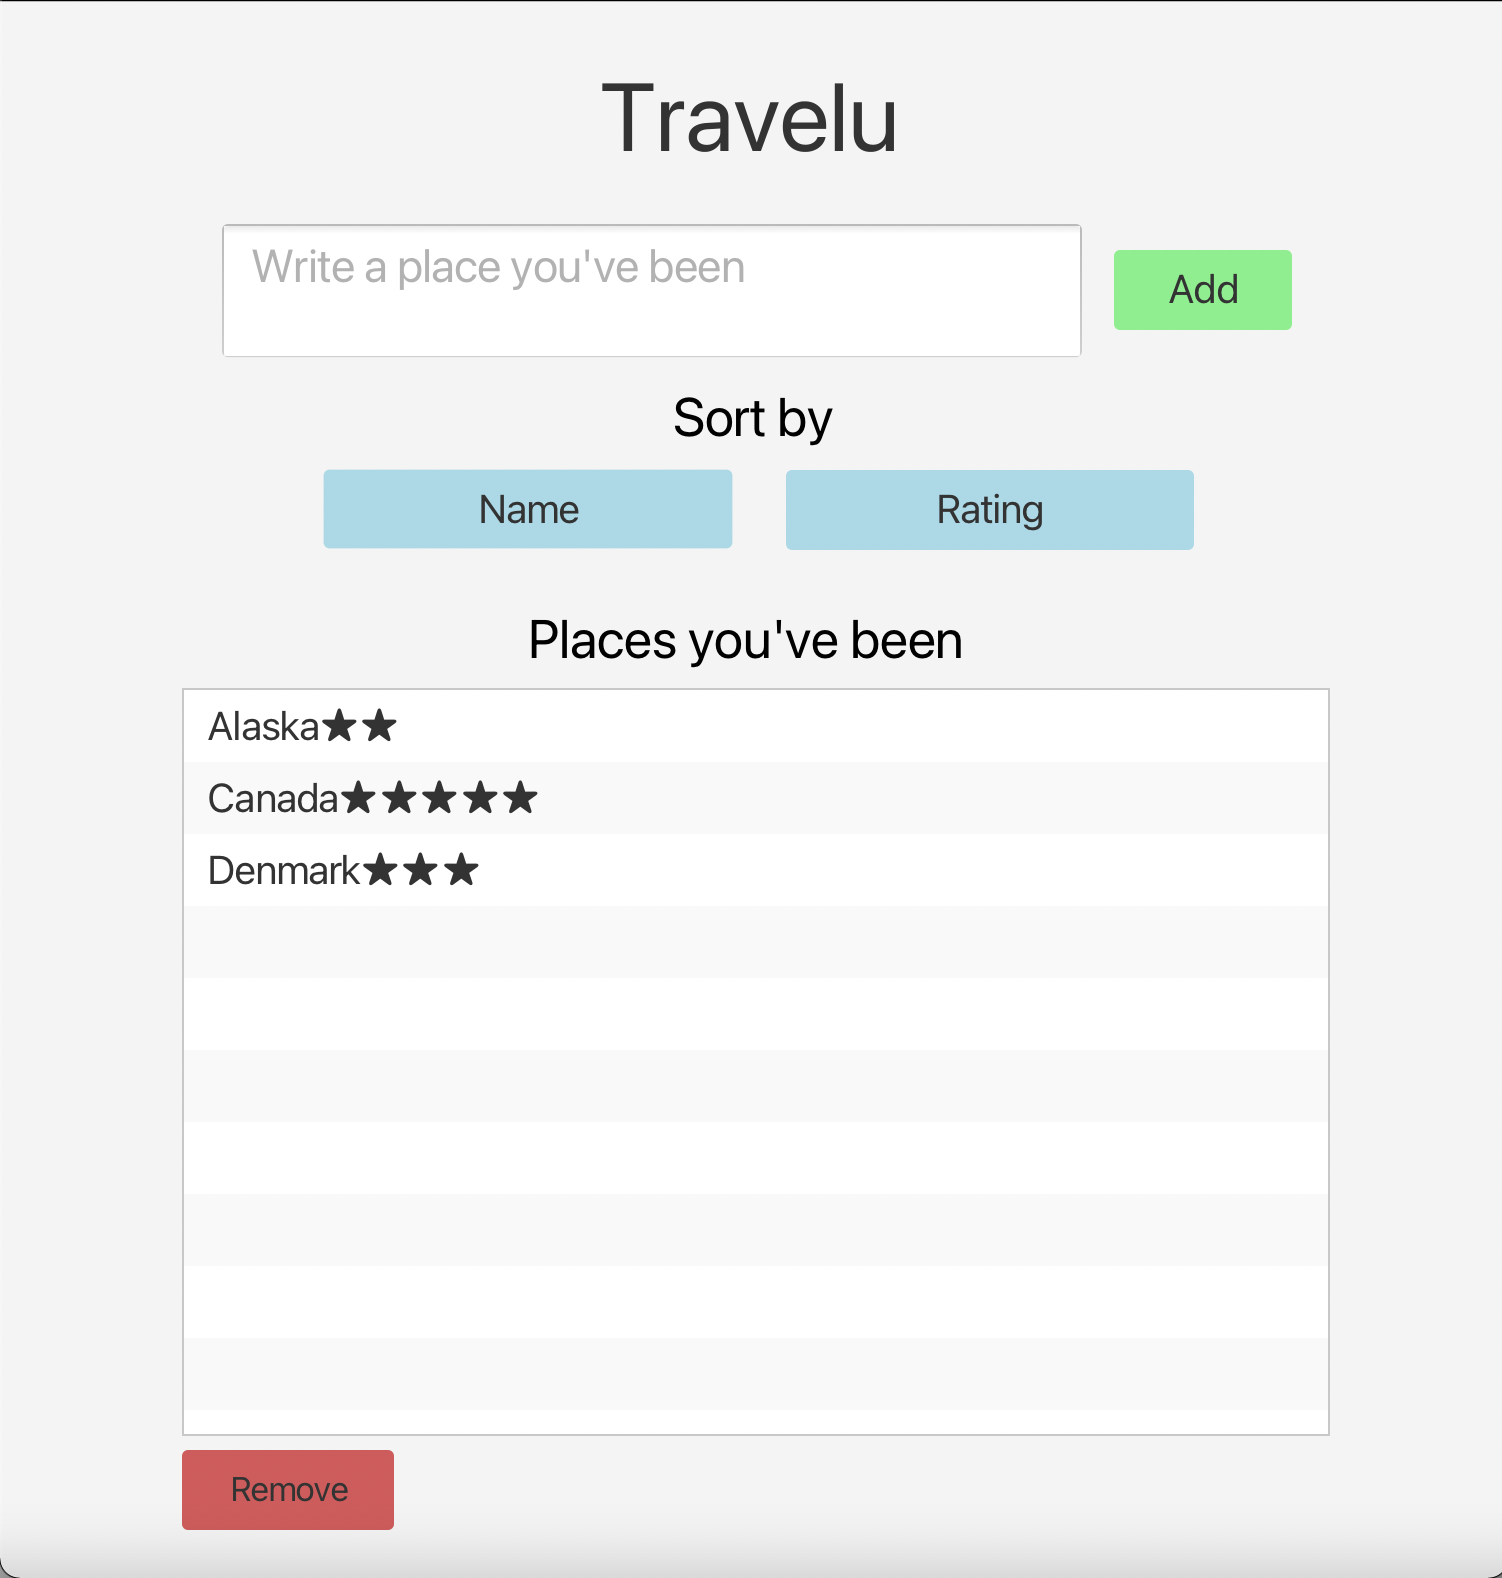 Travelu
Write a place you've been
Add
Sort by
Name Rating
Places you've been
Alaska★★
Canada★★★★★
Denmark★★★
Remove